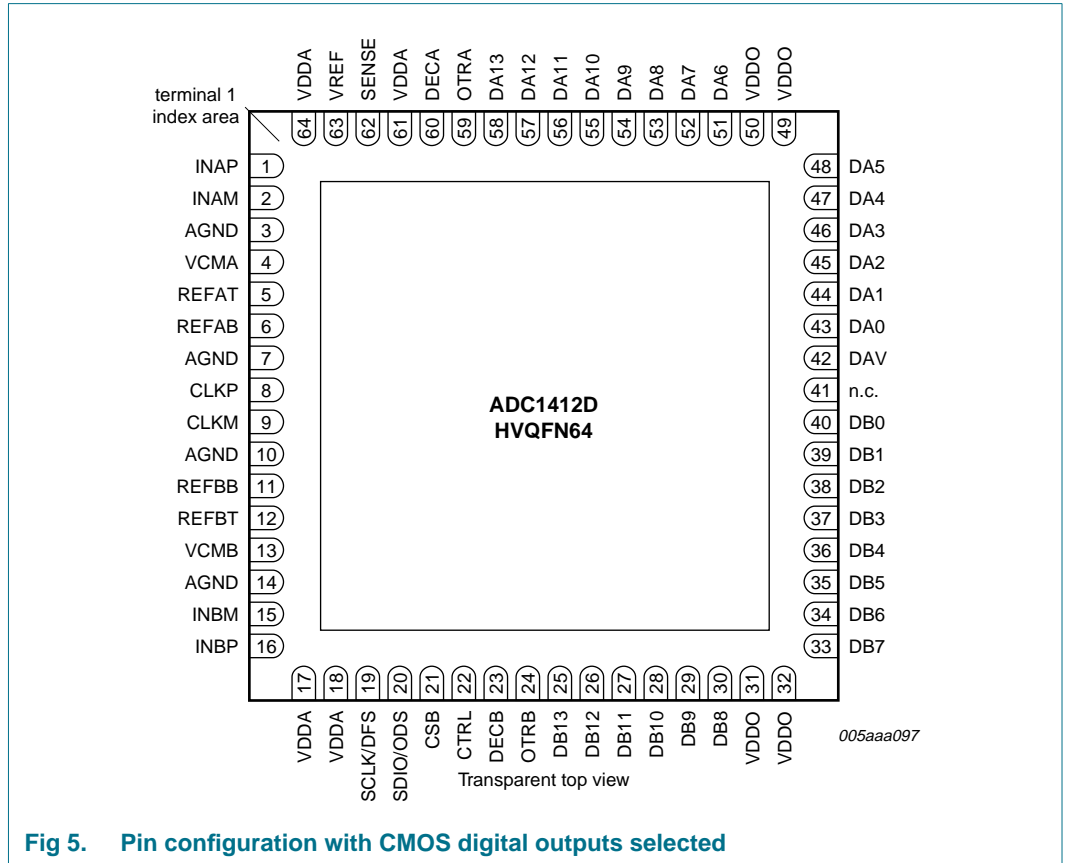 VDDA
VREF
SENSE
VDDA
DECA
OTRA
DA13
DA12
DA11
DA10
DA9
DA8
DA7
DA6
VDDO
VDDO
terminal 1
index area
64 63 62 61 60 59 58 57 56 55 54 53 52 51 50 49
INAP 1 48 DA5
INAM 2 47 DA4
AGND 3 46 DA3
VCMA 4 45 DA2
REFAT 5 44 DA1
REFAB 6 43 DA0
AGND 7 42 DAV
CLKP 8 41 n.c.
CLKM 9 40 DB0
AGND 10 39 DB1
REFBB 11 38 DB2
REFBT 12 37 DB3
VCMB 13 36 DB4
AGND 14 35 DB5
INBM 15 34 DB6
INBP 16 33 DB7
ADC1412D
HVQFN64
17 18 19 20 21 22 23 24 25 26 27 28 29 30 31 32
VDDA
VDDA
SCLK/DFS
SDIO/ODS
CSB
CTRL
DECB
OTRB
DB13
DB12
DB11
DB10
DB9
DB8
VDDO
VDDO
005aaa097
Transparent top view
Fig 5. Pin configuration with CMOS digital outputs selected